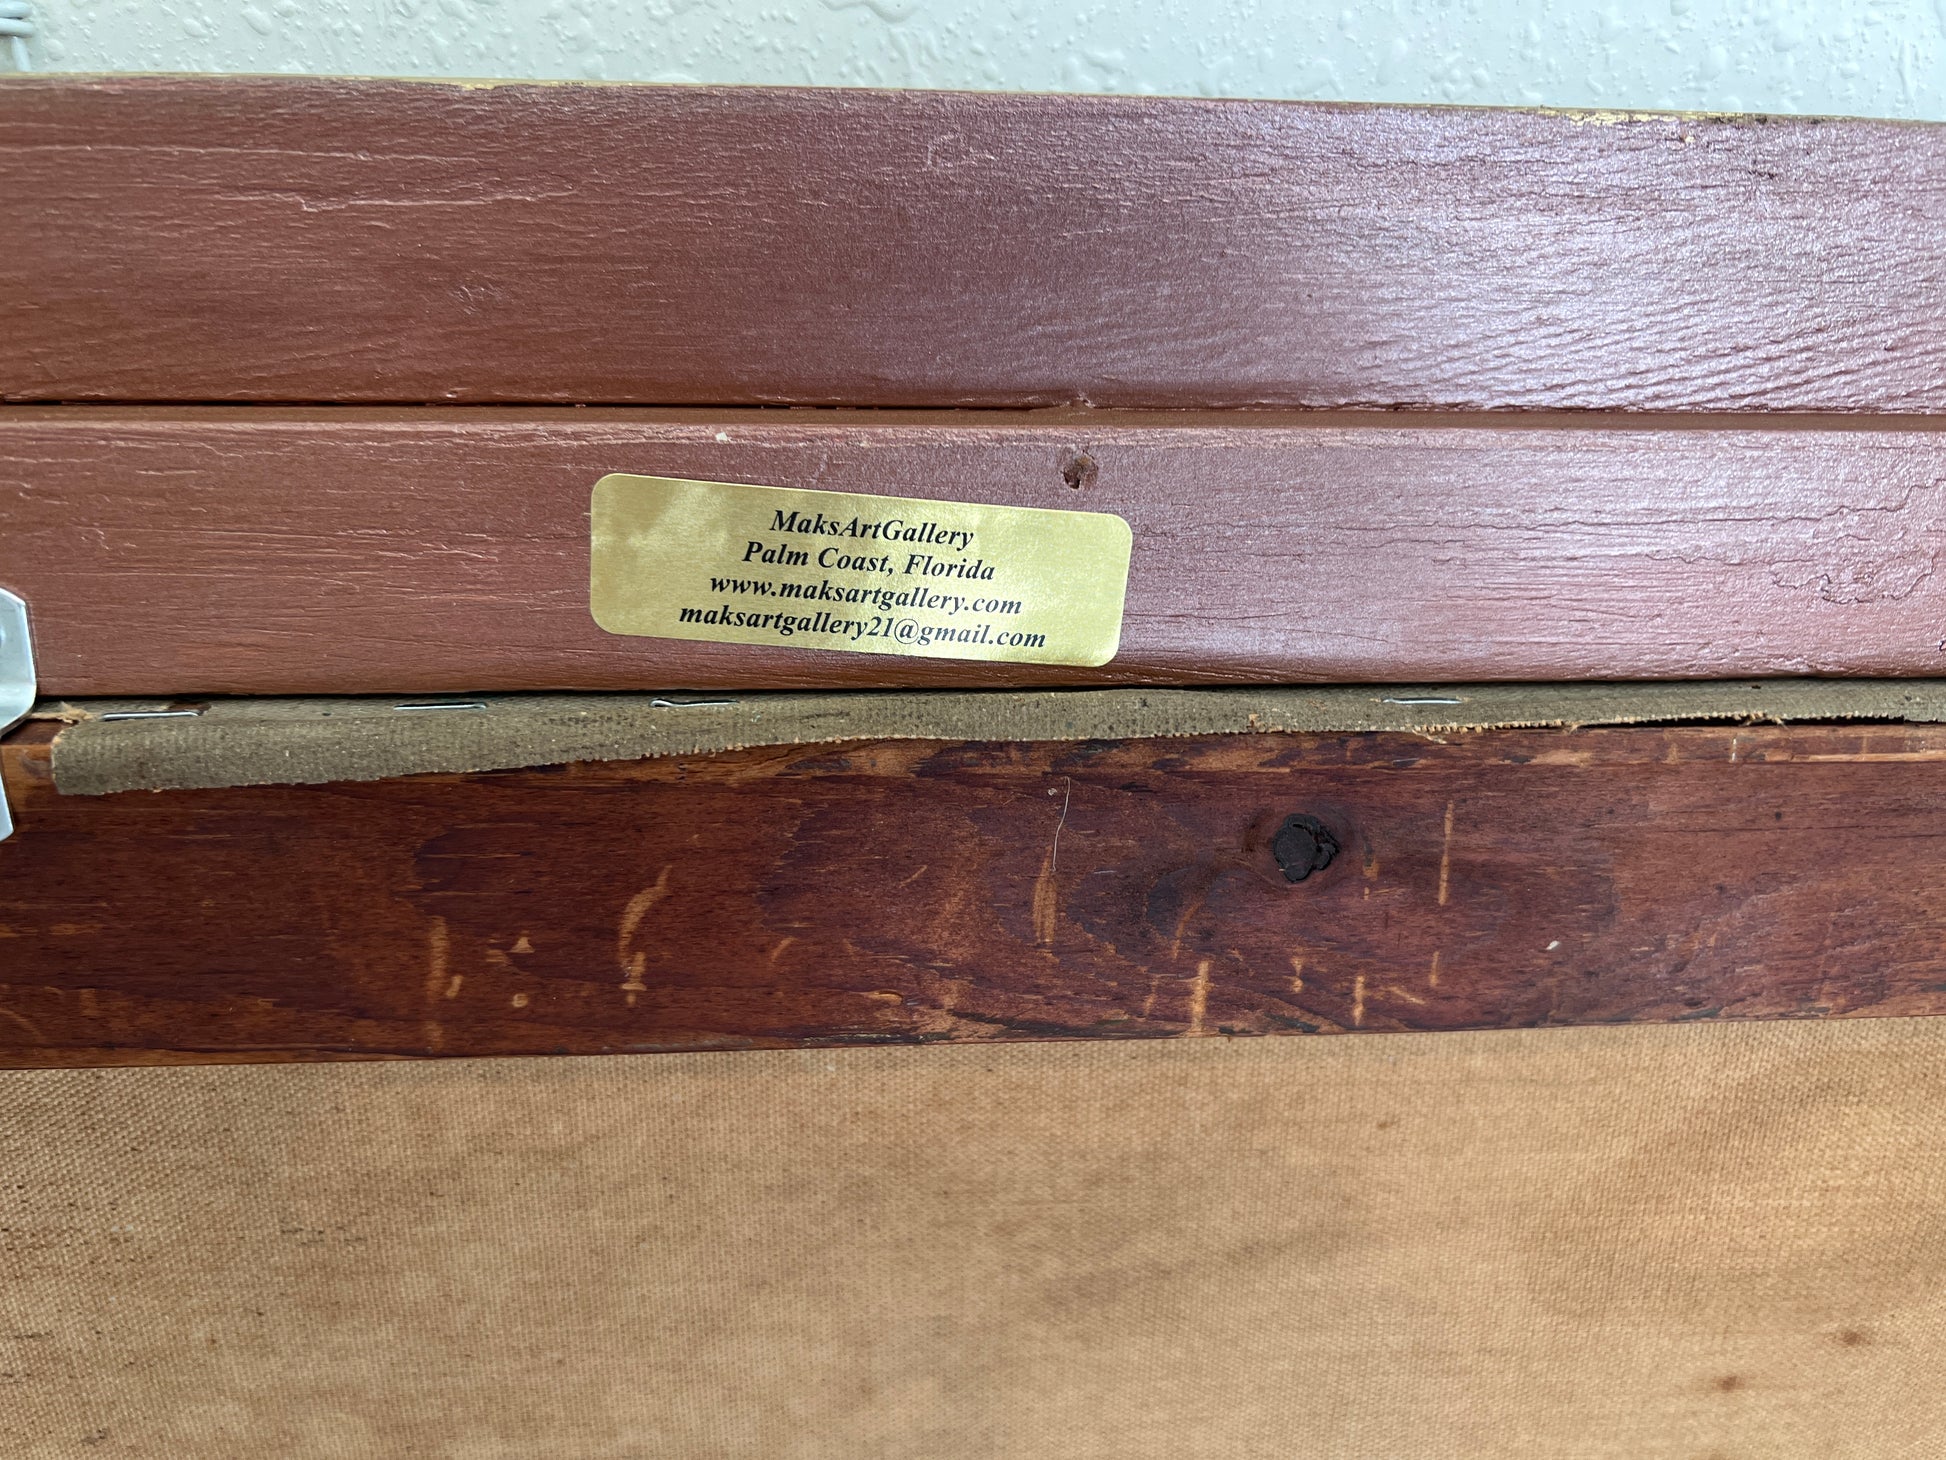 MaksArtGallery
Palm Coast, Florida
www.maksartgallery.com
maksartgallery21@gmail.com